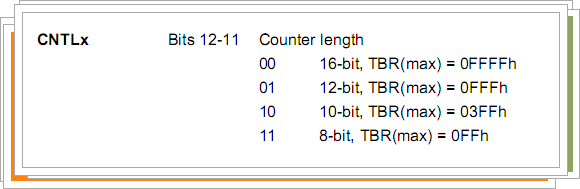 CNTLx Bits 12-11 Counter length
00 16-bit, TBR(max) = 0FFFFh
01 12-bit, TBR(max) = 0FFFh
10 10-bit, TBR(max) = 03FFh
11 8-bit, TBR(max) = 0FFh